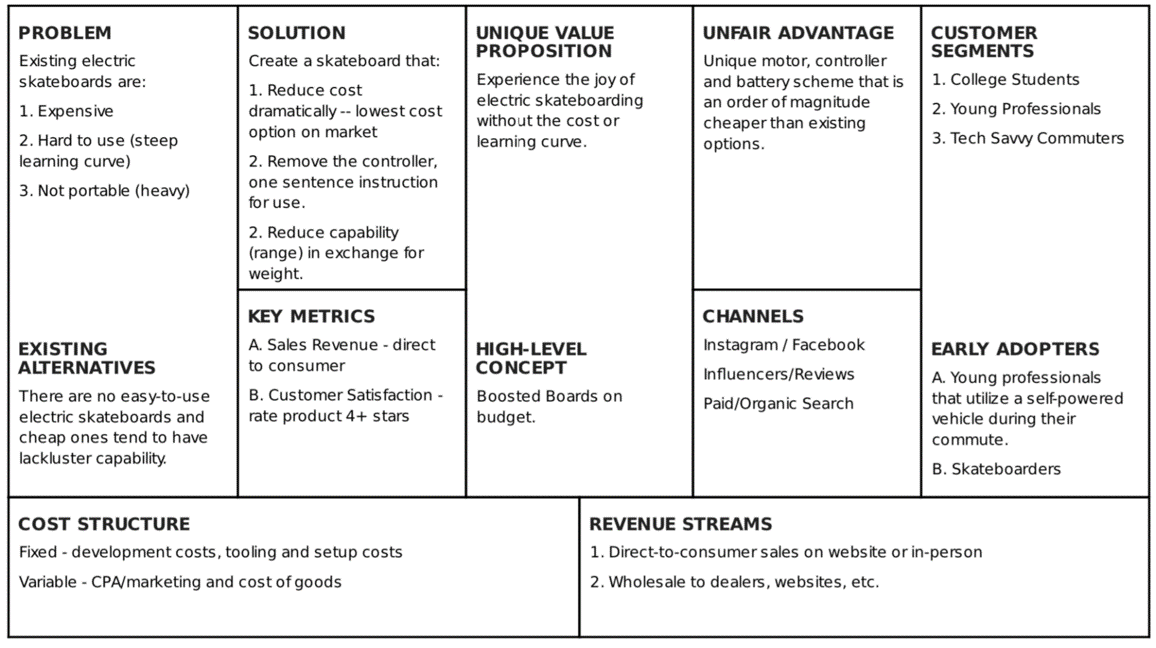 PROBLEM
Existing electric
skateboards are:
1. Expensive
2. Hard to use (steep
learning curve)
3. Not portable (heavy)
EXISTING
ALTERNATIVES
There are no easy-to-use
electric skateboards and
cheap ones tend to have
lackluster capability.
SOLUTION
Create a skateboard that:
1. Reduce cost
dramatically -- lowest cost
option on market
2. Remove the controller,
one sentence instruction
for use.
2. Reduce capability
(range) in exchange for
weight.
KEY METRICS
A. Sales Revenue - direct
to consumer
B. Customer Satisfaction -
rate product 4+ stars
UNIQUE VALUE
PROPOSITION
Experience the joy of
electric skateboarding
without the cost or
learning curve.
HIGH-LEVEL
CONCEPT
Boosted Boards on
budget.
UNFAIR ADVANTAGE
Unique motor, controller
and battery scheme that is
an order of magnitude
cheaper than existing
options.
CHANNELS
Instagram / Facebook
Influencers/Reviews
Paid/Organic Search
CUSTOMER
SEGMENTS
1. College Students
2. Young Professionals
3. Tech Savvy Commuters
EARLY ADOPTERS
A. Young professionals
that utilize a self-powered
vehicle during their
commute.
B. Skateboarders
COST STRUCTURE
Fixed - development costs, tooling and setup costs
Variable - CPA/marketing and cost of goods
REVENUE STREAMS
1. Direct-to-consumer sales on website or in-person
2. Wholesale to dealers, websites, etc.